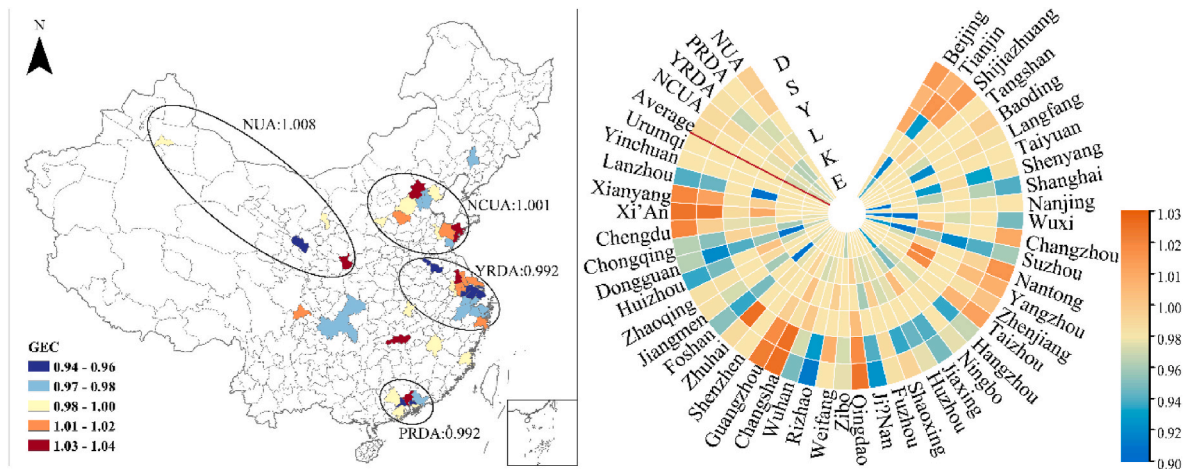 N
NUA:1.008
NCUA:1.001
YRDA:0.992
PRDA:0.992
GEC
0.94 - 0.96
0.97 - 0.98
0.98 - 1.00
1.01 - 1.02
1.03 - 1.04
D
S
Y
L
K
E
Beijing
Tianjin
Shijiazhuang
Tangshan
Baoding
Langfang
Taiyuan
Shenyang
Shanghai
Nanjing
Wuxi
Changzhou
Suzhou
Nantong
Yangzhou
Zhenjiang
Taizhou
Hangzhou
Ningbo
Jiaxing
Huzhou
Shaoxing
Fuzhou
Ji?Nan
Qingdao
Zibo
Weifang
Rizhao
Wuhan
Changsha
Guangzhou
Shenzhen
Zhuhai
Foshan
Jiangmen
Zhaoqing
Huizhou
Dongguan
Chongqing
Chengdu
Xi'An
Xianyang
Lanzhou
Yinchuan
Urumqi
Average
NCUA
YRDA
PRDA
NUA
1.03
1.02
1.00
0.98
0.96
0.94
0.92
0.90